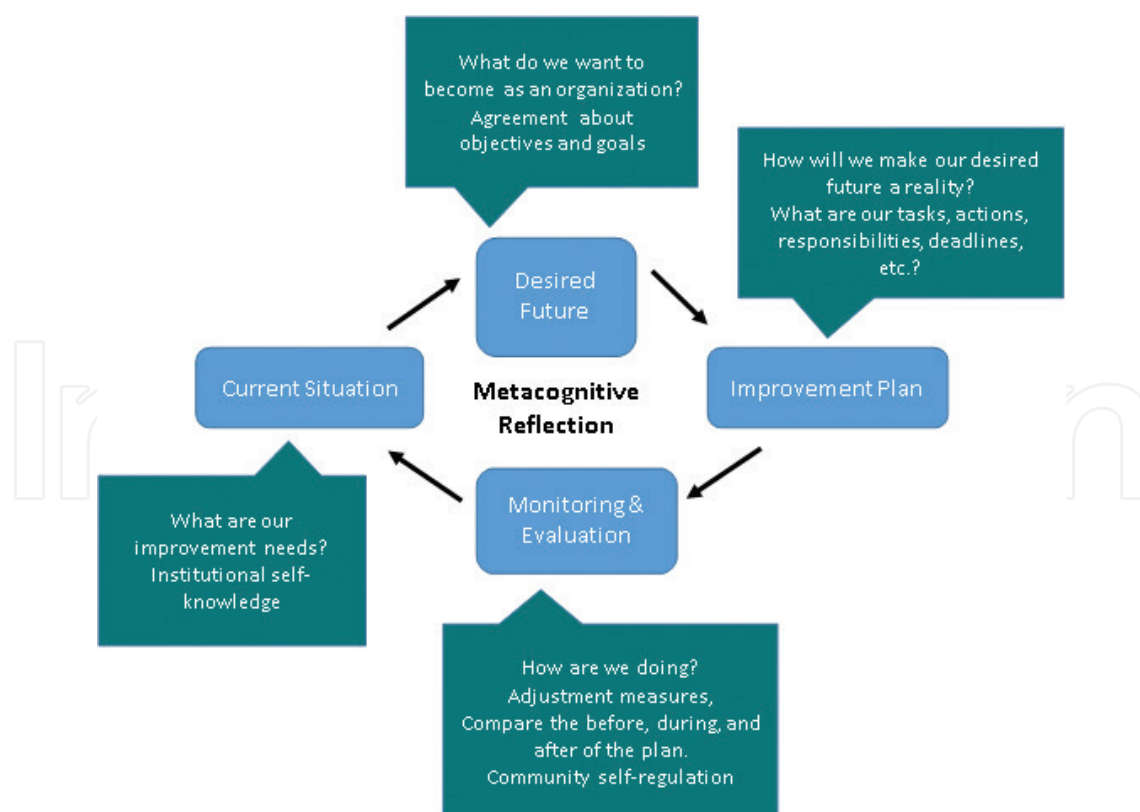 What do we want to
become as an organization?
Agreement about
objectives and goals
How will we make our desired
future a reality?
What are our tasks, actions,
responsibilities, deadlines,
etc.?
Desired
Future
Current Situation
Metacognitive
Reflection
Improvement Plan
Monitoring &
Evaluation
What are our
improvement needs?
Institutional self-
knowledge
How are we doing?
Adjustment measures,
Compare the before, during, and
after of the plan.
Community self-regulation